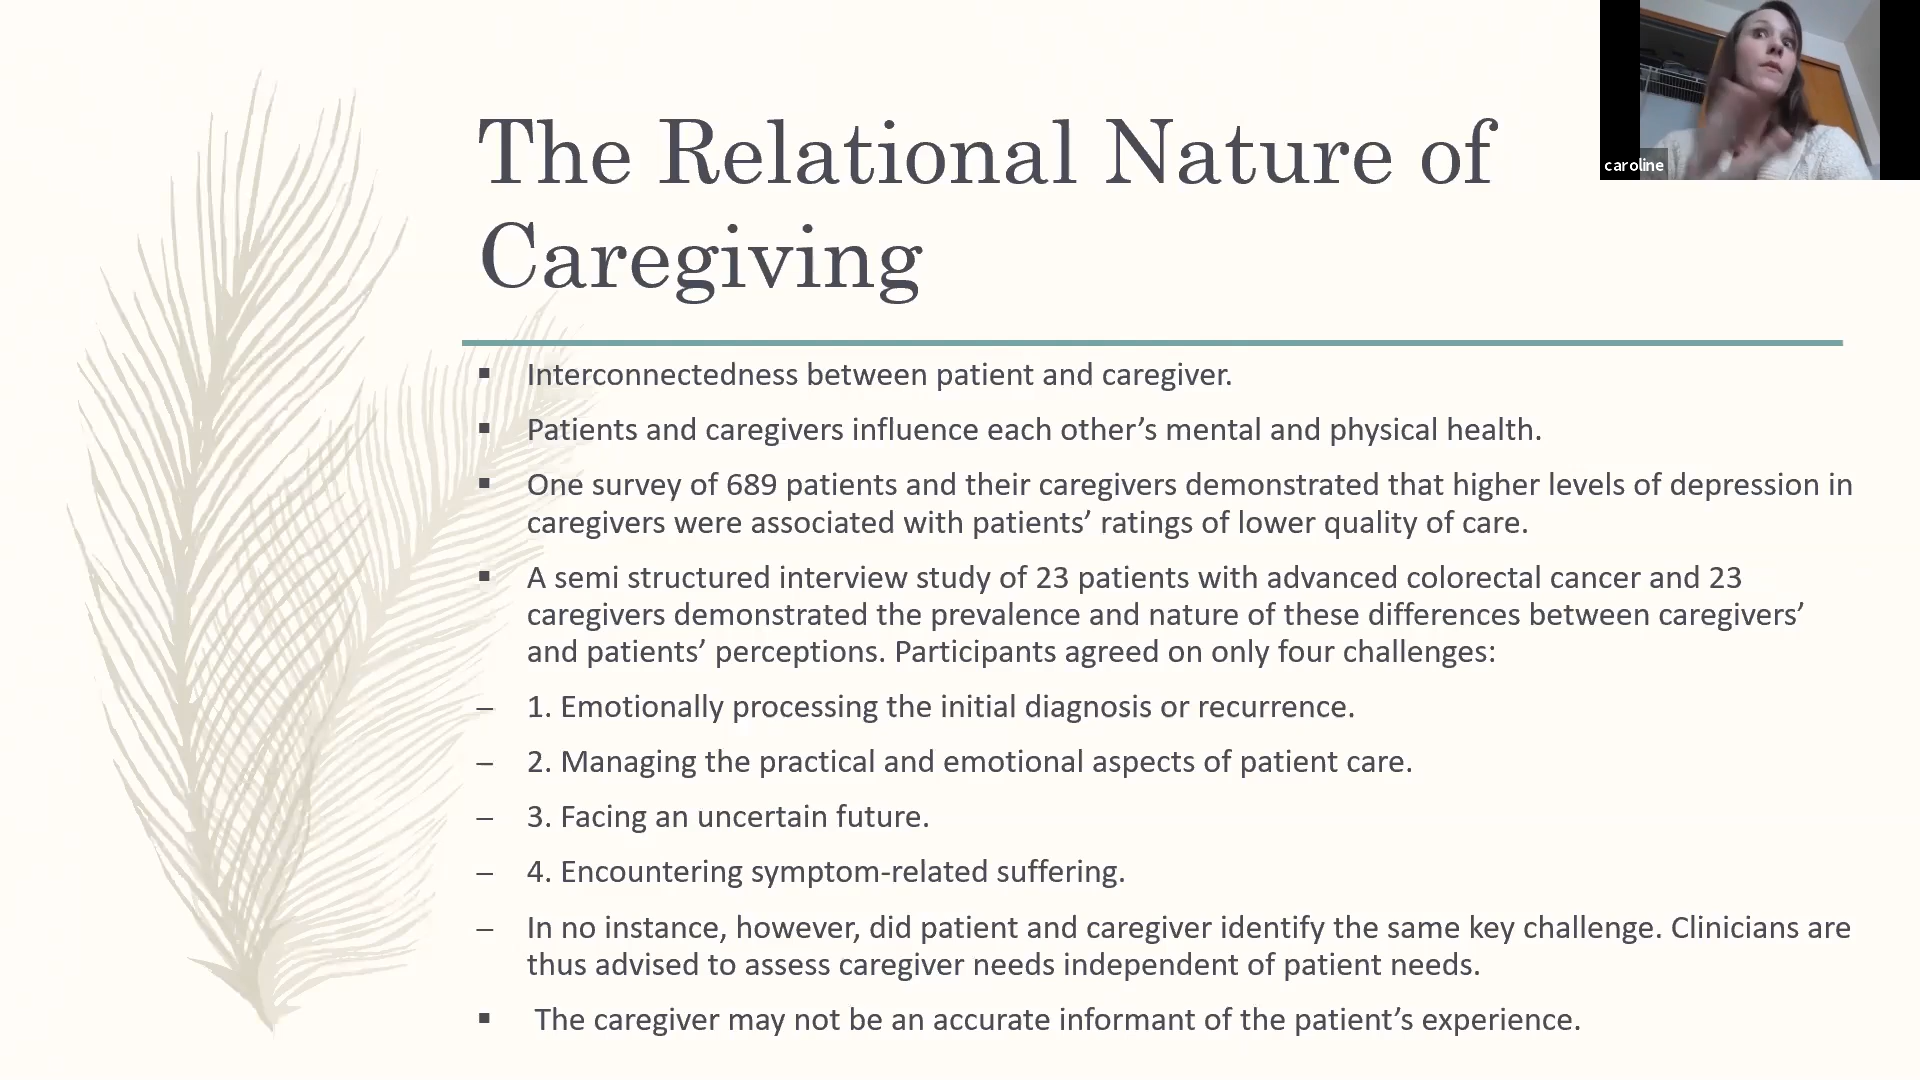 The Relational Nature of
Caregiving
caroline
▪ Interconnectedness between patient and caregiver.
▪ Patients and caregivers influence each other’s mental and physical health.
▪ One survey of 689 patients and their caregivers demonstrated that higher levels of depression in
caregivers were associated with patients’ ratings of lower quality of care.
▪ A semi structured interview study of 23 patients with advanced colorectal cancer and 23
caregivers demonstrated the prevalence and nature of these differences between caregivers’
and patients’ perceptions. Participants agreed on only four challenges:
– 1. Emotionally processing the initial diagnosis or recurrence.
– 2. Managing the practical and emotional aspects of patient care.
– 3. Facing an uncertain future.
– 4. Encountering symptom-related suffering.
– In no instance, however, did patient and caregiver identify the same key challenge. Clinicians are
thus advised to assess caregiver needs independent of patient needs.
▪ The caregiver may not be an accurate informant of the patient’s experience.